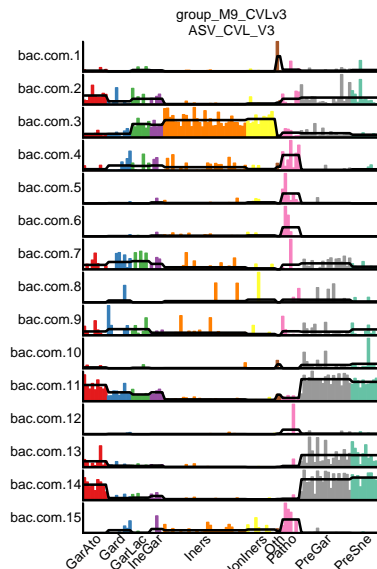 group_M9_CVLv3
ASV_CVL_V3
bac.com.1
bac.com.2
bac.com.3
bac.com.4
bac.com.5
bac.com.6
bac.com.7
bac.com.8
bac.com.9
bac.com.10
bac.com.11
bac.com.12
bac.com.13
bac.com.14
bac.com.15
GarAto
Gard
GarLac
IneGar
Iners
NonIners
Oth
Patho
PreGar
PreSne